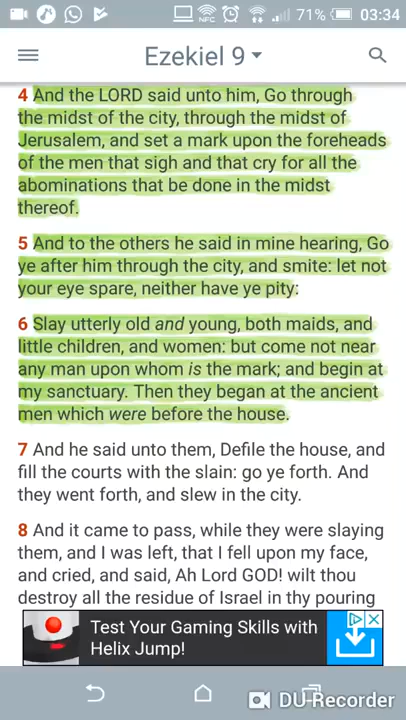 71% 03:34
Ezekiel 9
4 And the LORD said unto him, Go through
the midst of the city, through the midst of
Jerusalem, and set a mark upon the foreheads
of the men that sigh and that cry for all the
abominations that be done in the midst
thereof.
5 And to the others he said in mine hearing, Go
ye after him through the city, and smite: let not
your eye spare, neither have ye pity:
6 Slay utterly old and young, both maids, and
little children, and women: but come not near
any man upon whom is the mark; and begin at
my sanctuary. Then they began at the ancient
men which were before the house.
7 And he said unto them, Defile the house, and
fill the courts with the slain: go ye forth. And
they went forth, and slew in the city.
8 And it came to pass, while they were slaying
them, and I was left, that I fell upon my face,
and cried, and said, Ah Lord GOD! wilt thou
destroy all the residue of Israel in thy pouring
Test Your Gaming Skills with
Helix Jump!
DU Recorder